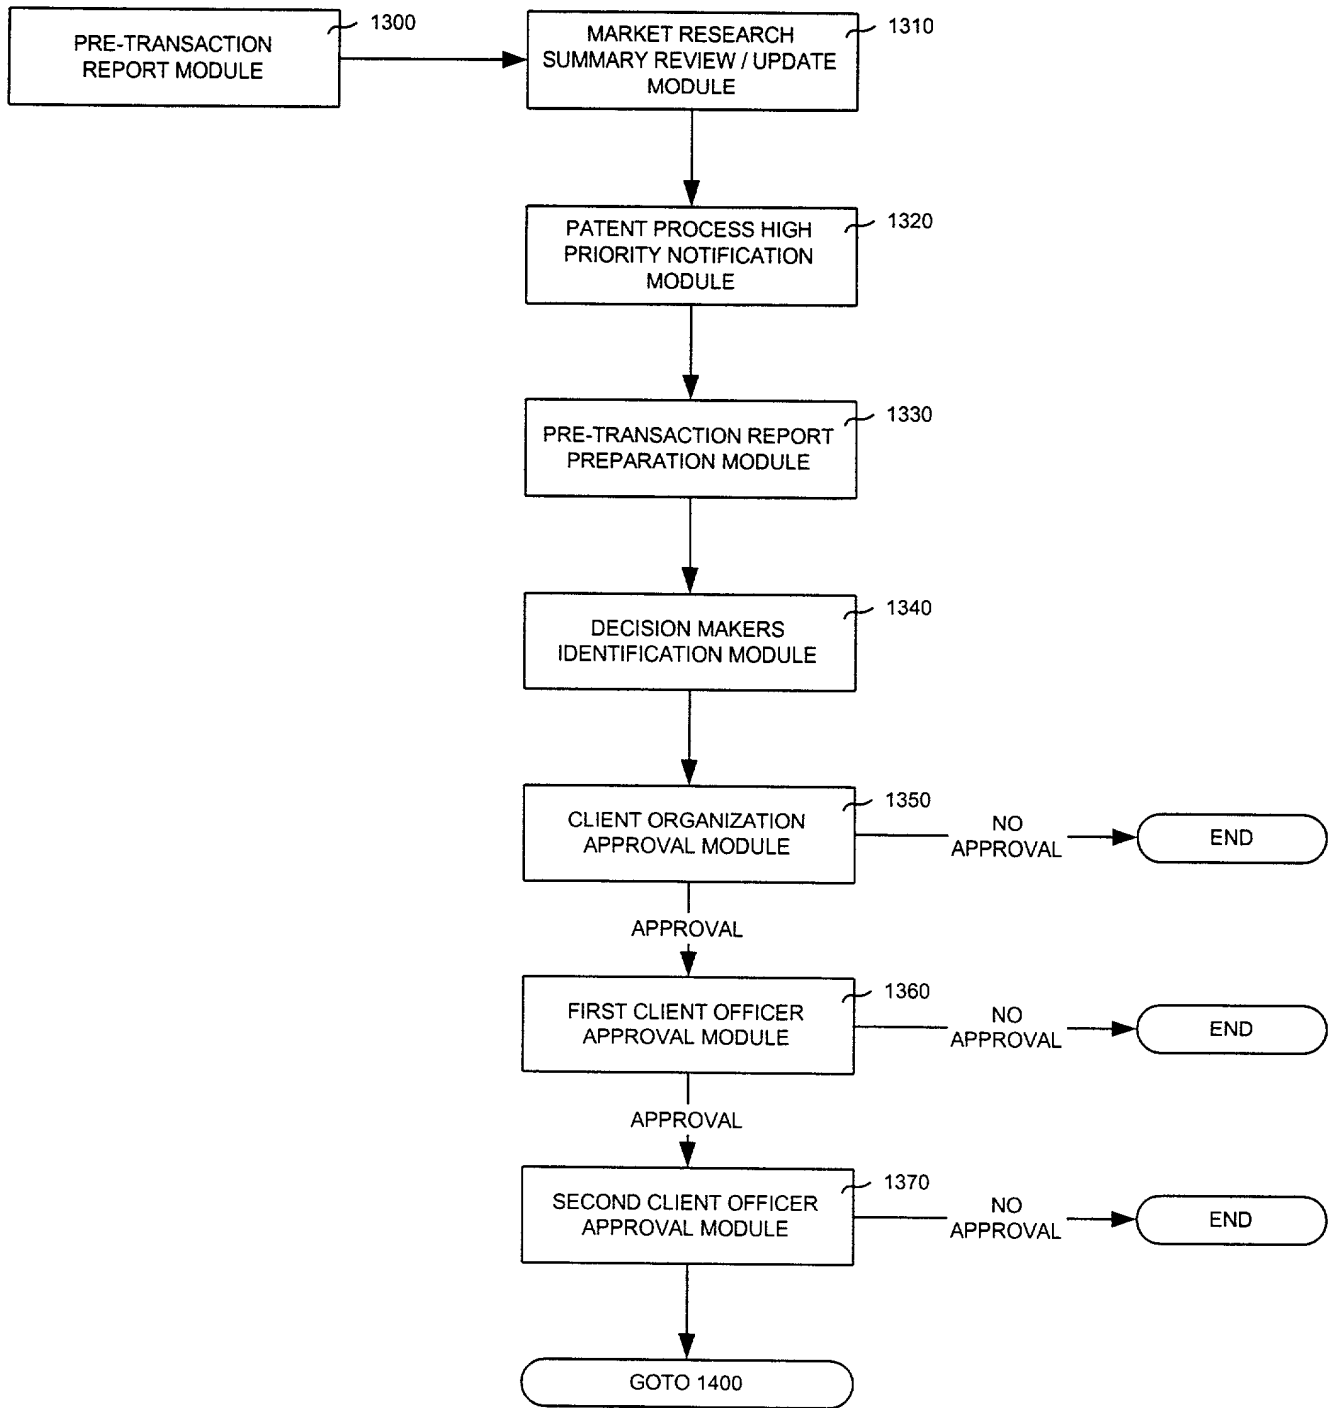 PRE-TRANSACTION
REPORT MODULE
1300
MARKET RESEARCH
SUMMARY REVIEW / UPDATE
MODULE
1310
PATENT PROCESS HIGH
PRIORITY NOTIFICATION
MODULE
1320
PRE-TRANSACTION REPORT
PREPARATION MODULE
1330
DECISION MAKERS
IDENTIFICATION MODULE
1340
CLIENT ORGANIZATION
APPROVAL MODULE
1350
NO
APPROVAL
END
APPROVAL
FIRST CLIENT OFFICER
APPROVAL MODULE
1360
NO
APPROVAL
END
APPROVAL
SECOND CLIENT OFFICER
APPROVAL MODULE
1370
NO
APPROVAL
END
GOTO 1400